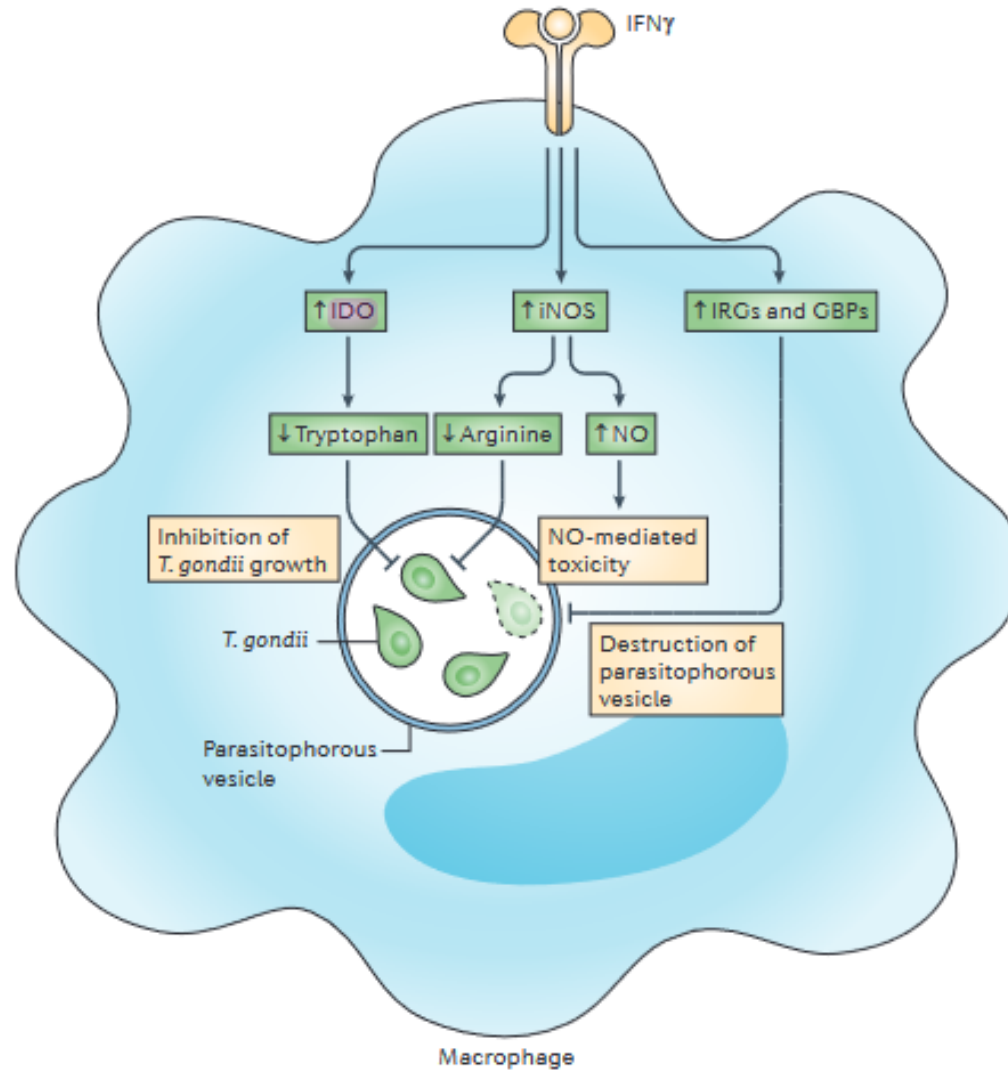 IFNγ
↑IDO
↑iNOS
↑IRGs and GBPs
↓Tryptophan
↓Arginine
↑NO
Inhibition of
T. gondii growth
NO-mediated
toxicity
T. gondii
Destruction of
parasitophorous
vesicle
Parasitophorous
vesicle
Macrophage